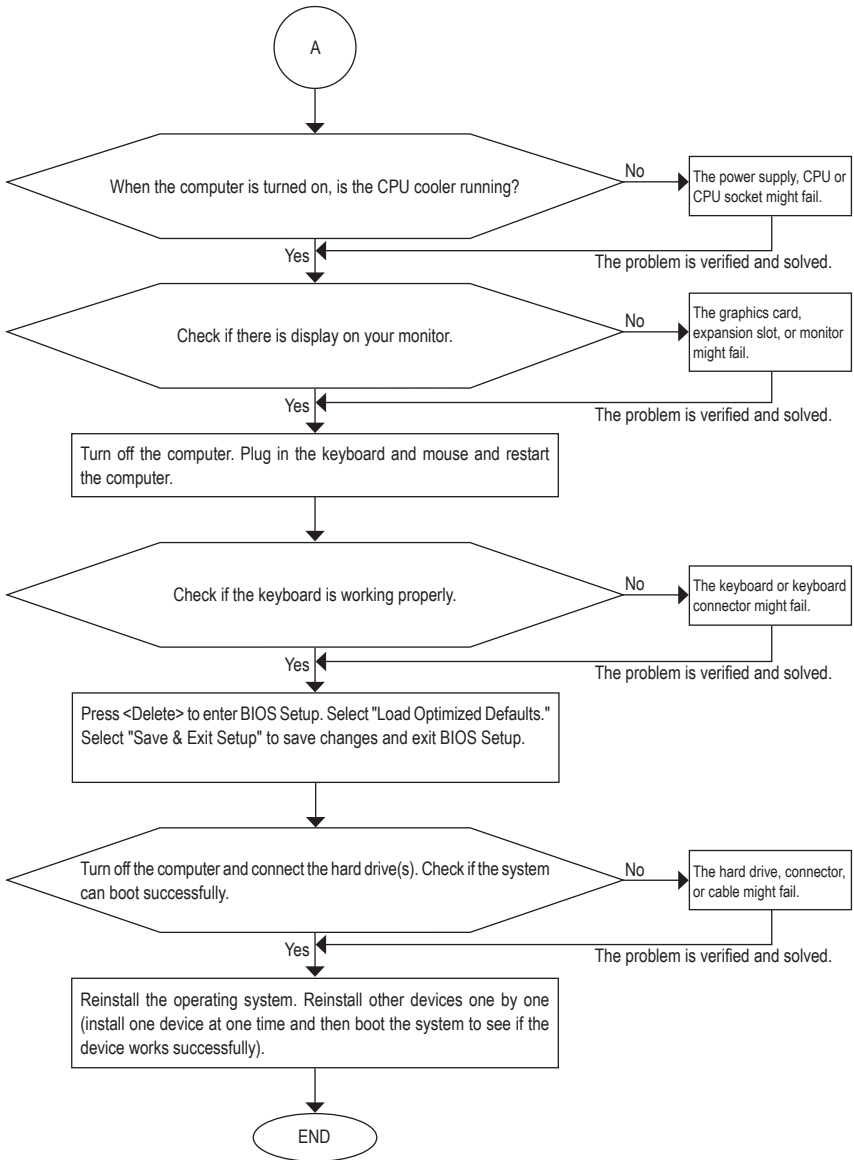 A
When the computer is turned on, is the CPU cooler running?
No
The power supply, CPU or
CPU socket might fail.
Yes
The problem is verified and solved.
Check if there is display on your monitor.
No
The graphics card,
expansion slot, or monitor
might fail.
Yes
The problem is verified and solved.
Turn off the computer. Plug in the keyboard and mouse and restart
the computer.
Check if the keyboard is working properly.
No
The keyboard or keyboard
connector might fail.
Yes
The problem is verified and solved.
Press <Delete> to enter BIOS Setup. Select "Load Optimized Defaults."
Select "Save & Exit Setup" to save changes and exit BIOS Setup.
Turn off the computer and connect the hard drive(s). Check if the system
can boot successfully.
No
The hard drive, connector,
or cable might fail.
Yes
The problem is verified and solved.
Reinstall the operating system. Reinstall other devices one by one
(install one device at one time and then boot the system to see if the
device works successfully).
END